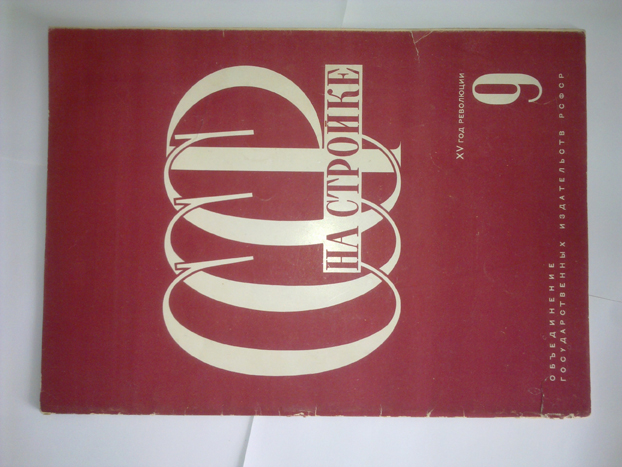 СССР
НА СТРОЙКЕ
XV ГОД РЕВОЛЮЦИИ
9
ОБЪЕДИНЕНИЕ
ГОСУДАРСТВЕННЫХ ИЗДАТЕЛЬСТВ РСФСР